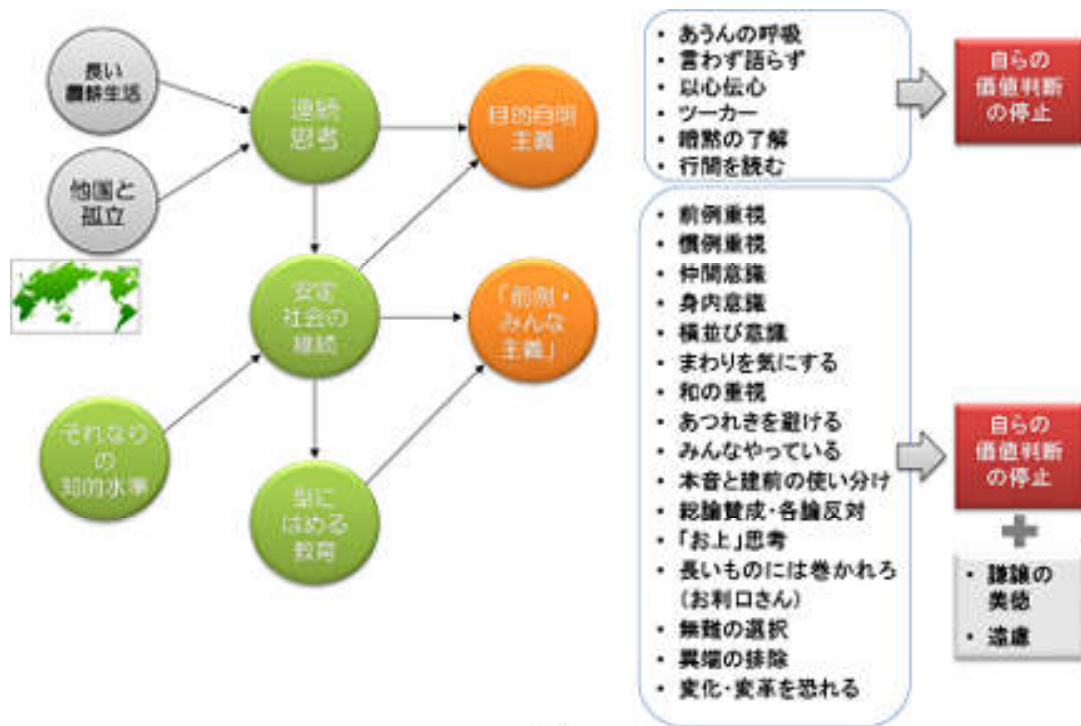 長い
農耕生活
他国と
孤立
連続
思考
目的自明
主義
安定
社会の
継続
「前例・
みんな
主義」
それなり
の
知的水準
型に
はめる
教育
• あうんの呼吸
• 言わず語らず
• 以心伝心
• ツーカー
• 暗黙の了解
• 行間を読む
自らの
価値判断
の停止
• 前例重視
• 慣例重視
• 仲間意識
• 身内意識
• 横並び意識
• まわりを気にする
• 和の重視
• あつれきを避ける
• みんなやっている
• 本音と建前の使い分け
• 総論賛成・各論反対
• 「お上」思考
• 長いものには巻かれろ
(お利口さん)
• 無難の選択
• 異端の排除
• 変化・変革を恐れる
自らの
価値判断
の停止
• 謙譲の
美徳
• 遠慮